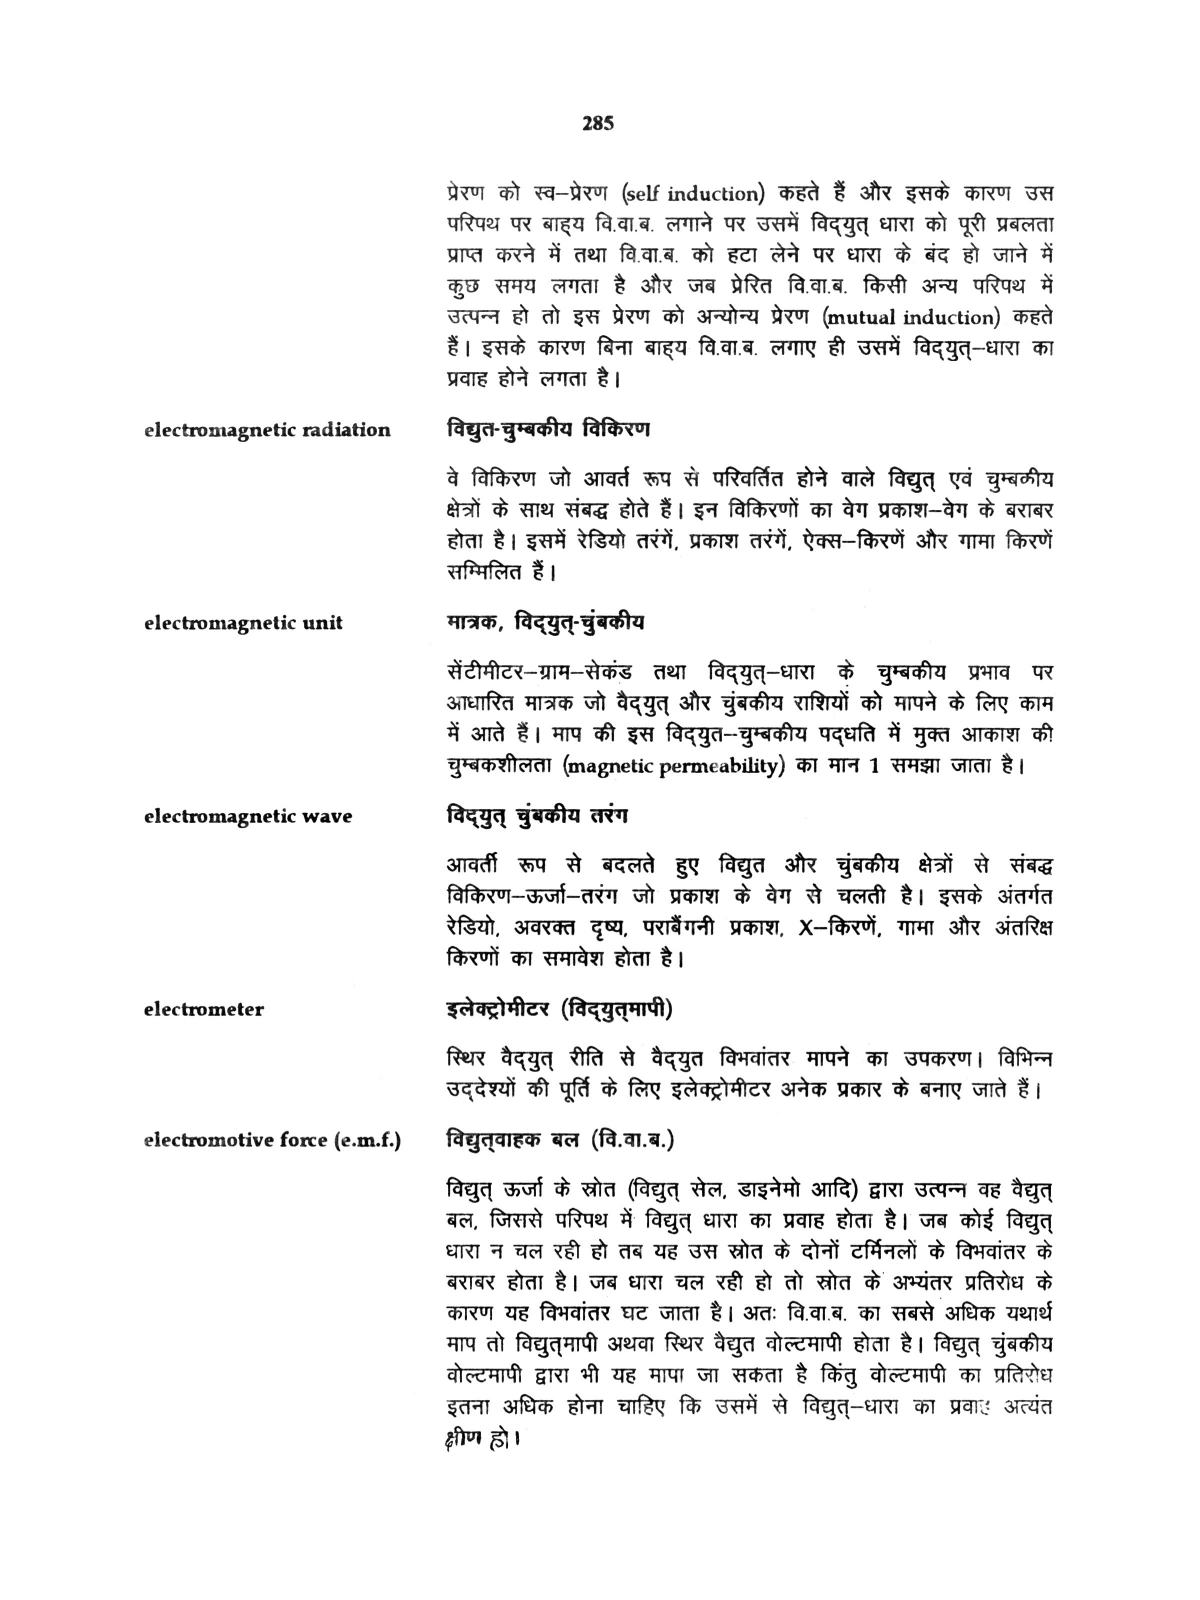 285
प्रेरण को स्व–प्रेरण (self induction) कहते हैं और इसके कारण उस
परिपथ पर बाह्य वि.वा.ब. लगाने पर उसमें विद्‌युत् धारा को पूरी प्रबलता
प्राप्त करने में तथा वि.वा.ब. को हटा लेने पर धारा के बंद हो जाने में
कुछ समय लगता है और जब प्रेरित वि.वा.ब. किसी अन्य परिपथ में
उत्पन्न हो तो इस प्रेरण को अन्योन्य प्रेरण (mutual induction) कहते
हैं। इसके कारण बिना बाह्य वि.वा.ब. लगाए ही उसमें विद्‌युत्–धारा का
प्रवाह होने लगता है।
electromagnetic radiation विद्युत-चुम्बकीय विकिरण
वे विकिरण जो आवर्त रूप से परिवर्तित होने वाले विद्युत् एवं चुम्बकीय
क्षेत्रों के साथ संबद्ध होते हैं। इन विकिरणों का वेग प्रकाश–वेग के बराबर
होता है। इसमें रेडियो तरंगें, प्रकाश तरंगें, ऐक्स–किरणें और गामा किरणें
सम्मिलित हैं।
electromagnetic unit मात्रक, विद्‌युत्-चुंबकीय
सेंटीमीटर–ग्राम–सेकंड तथा विद्‌युत्–धारा के चुम्बकीय प्रभाव पर
आधारित मात्रक जो वैद्‌युत् और चुंबकीय राशियों को मापने के लिए काम
में आते हैं। माप की इस विद्‌युत–चुम्बकीय पद्‌धति में मुक्त आकाश की
चुम्बकशीलता (magnetic permeability) का मान 1 समझा जाता है।
electromagnetic wave विद्‌युत् चुंबकीय तरंग
आवर्ती रूप से बदलते हुए विद्युत और चुंबकीय क्षेत्रों से संबद्ध
विकिरण–ऊर्जा–तरंग जो प्रकाश के वेग से चलती है। इसके अंतर्गत
रेडियो, अवरक्त दृष्य, पराबैंगनी प्रकाश, X–किरणें, गामा और अंतरिक्ष
किरणों का समावेश होता है।
electrometer इलेक्ट्रोमीटर (विद्‌युत्‌मापी)
स्थिर वैद्‌युत् रीति से वैद्‌युत विभवांतर मापने का उपकरण। विभिन्न
उद्‌देश्यों की पूर्ति के लिए इलेक्ट्रोमीटर अनेक प्रकार के बनाए जाते हैं।
electromotive force (e.m.f.) विद्युत्‌वाहक बल (वि.वा.ब.)
विद्युत् ऊर्जा के स्रोत (विद्युत् सेल, डाइनेमो आदि) द्वारा उत्पन्न वह वैद्युत्
बल, जिससे परिपथ में विद्युत् धारा का प्रवाह होता है। जब कोई विद्युत्
धारा न चल रही हो तब यह उस स्रोत के दोनों टर्मिनलों के विभवांतर के
बराबर होता है। जब धारा चल रही हो तो स्रोत के अभ्यंतर प्रतिरोध के
कारण यह विभवांतर घट जाता है। अतः वि.वा.ब. का सबसे अधिक यथार्थ
माप तो विद्युत्‌मापी अथवा स्थिर वैद्युत वोल्टमापी होता है। विद्युत् चुंबकीय
वोल्टमापी द्वारा भी यह मापा जा सकता है किंतु वोल्टमापी का प्रतिरोध
इतना अधिक होना चाहिए कि उसमें से विद्युत्–धारा का प्रवाह अत्यंत
क्षीण हो।